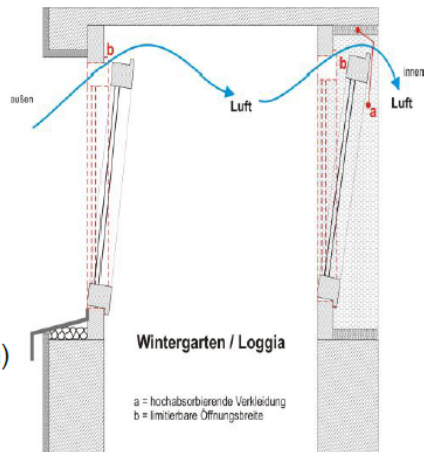 b
b
außen
innen
Luft
Luft
a
)
Wintergarten / Loggia
a = hochabsorbierende Verkleidung
b = limitierbare Öffnungsbreite